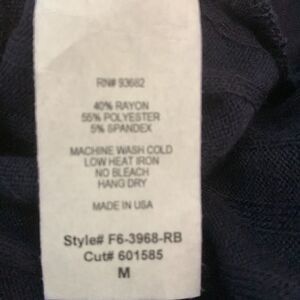 RN# 93682
40% RAYON
55% POLYESTER
5% SPANDEX
MACHINE WASH COLD
LOW HEAT IRON
NO BLEACH
HANG DRY
MADE IN USA
Style# F6-3968-RB
Cut# 601585
M